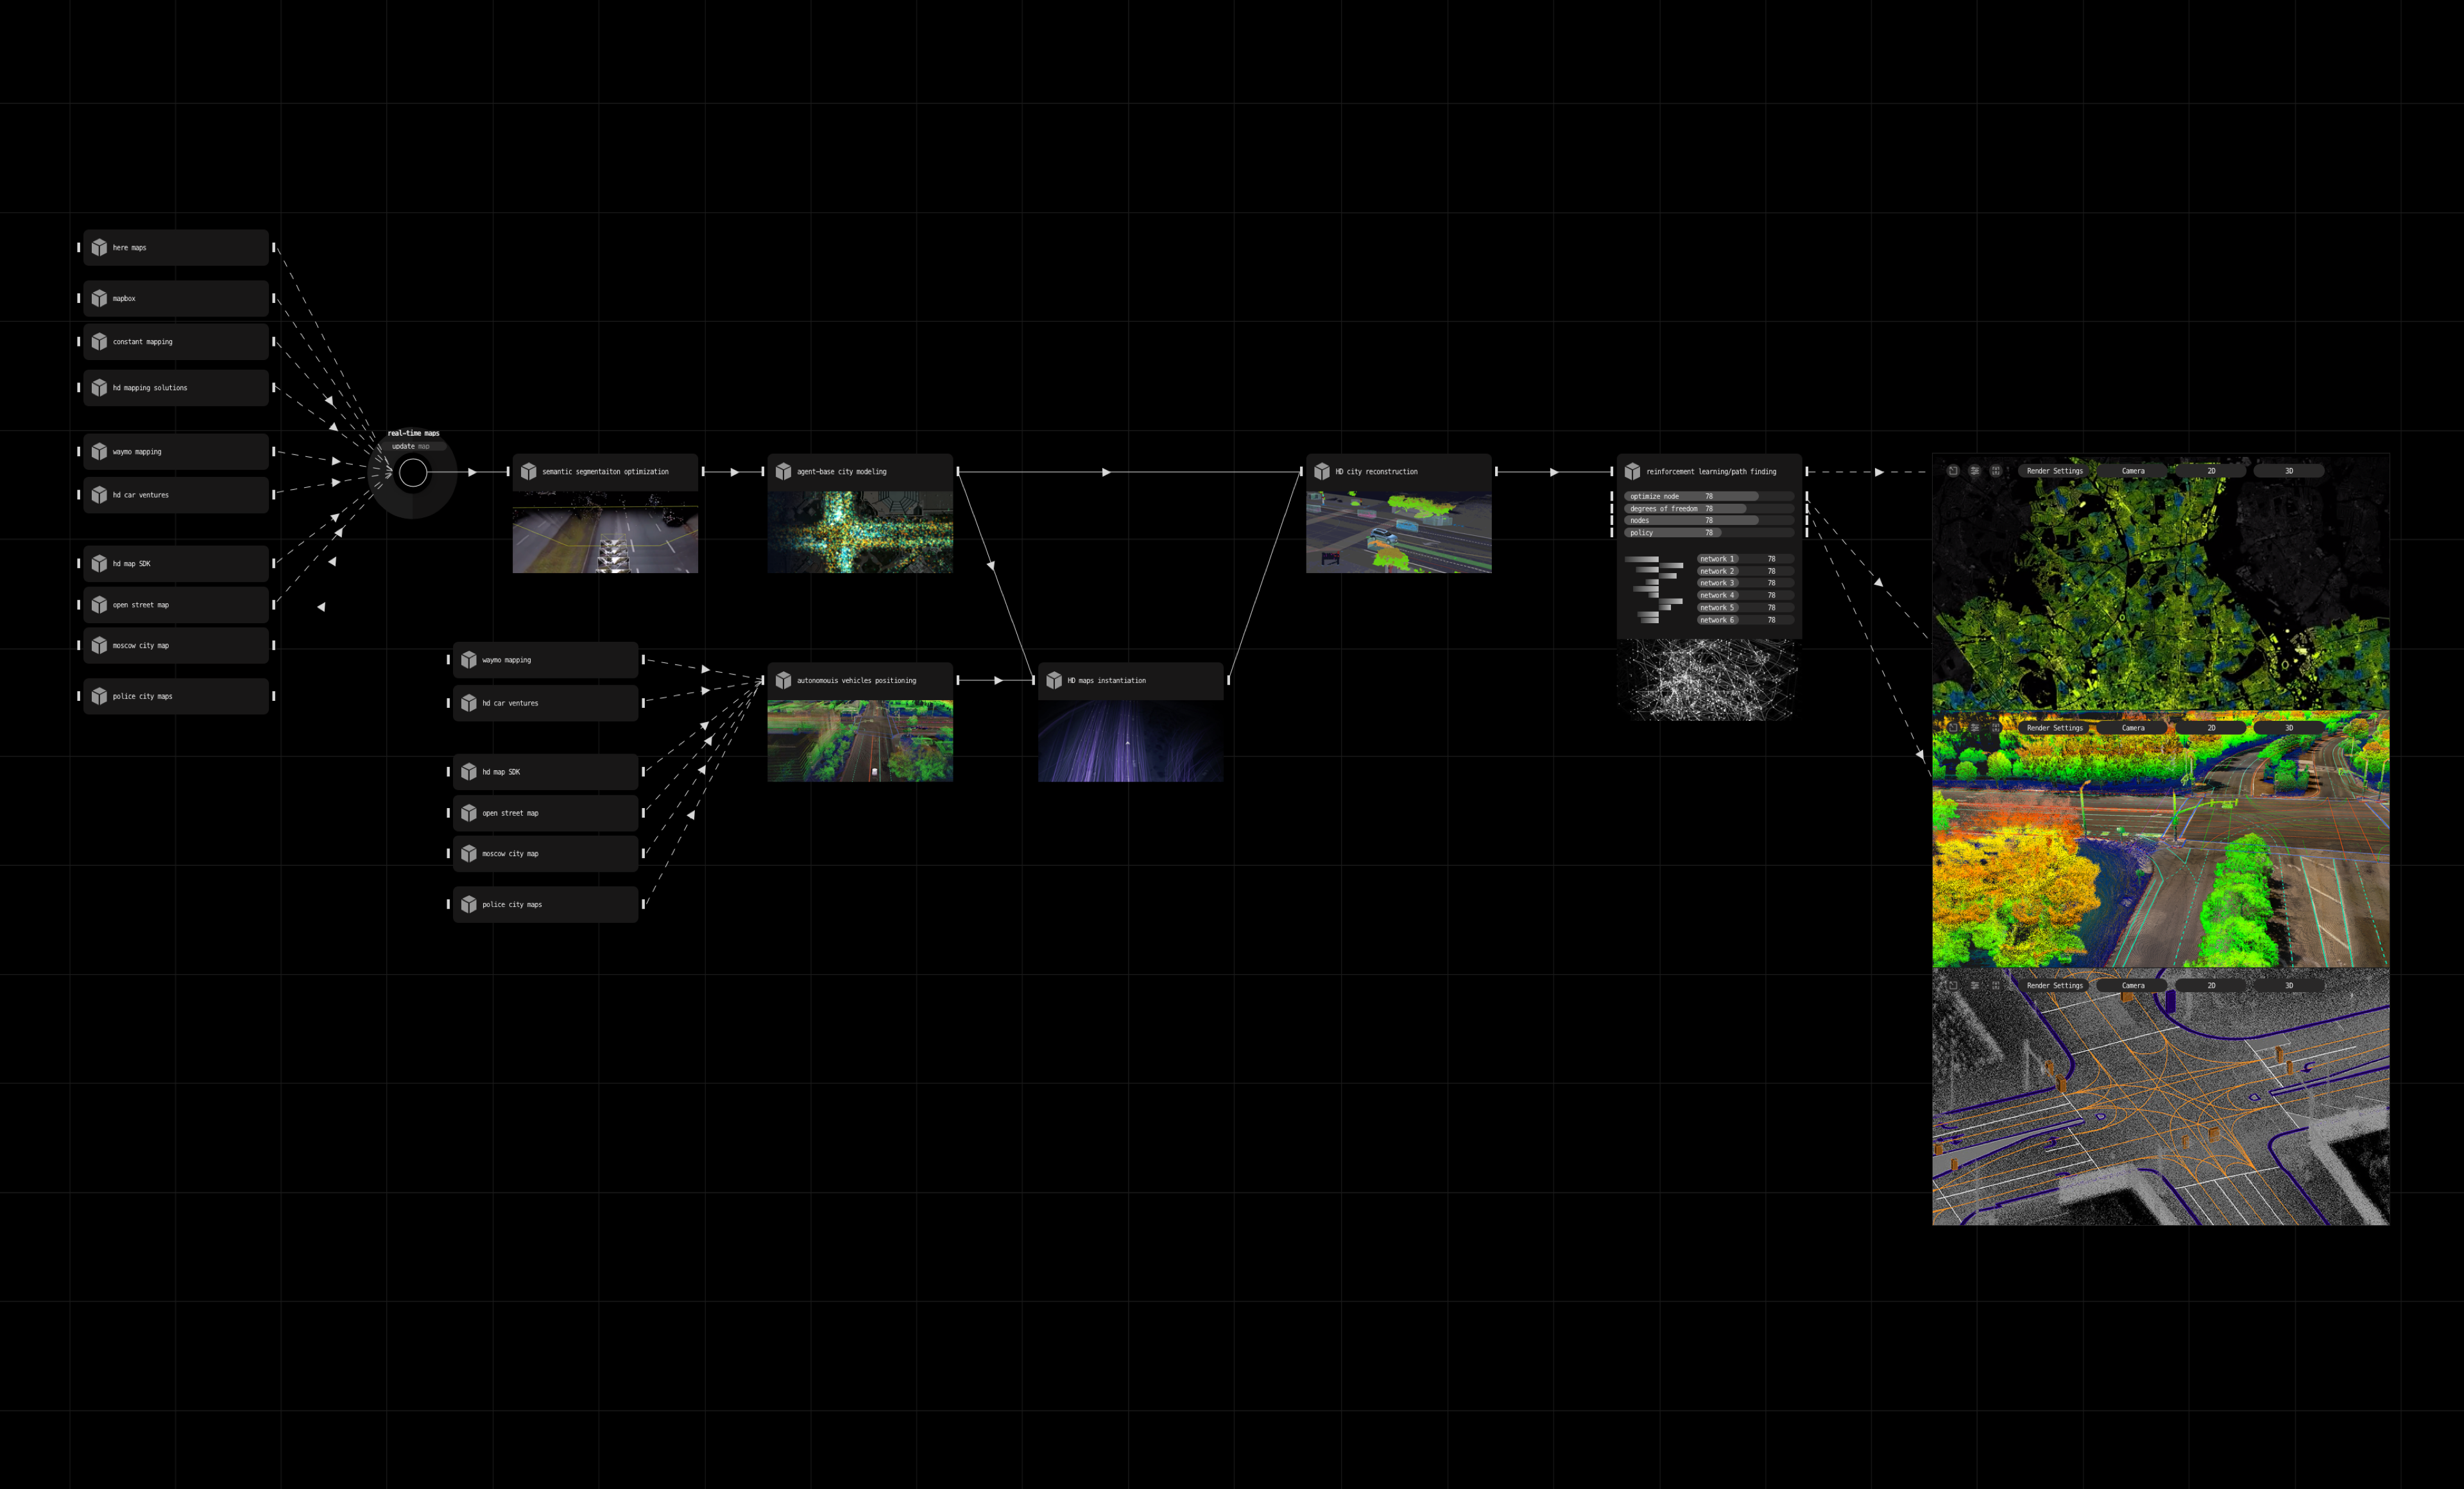 here maps
mapbox
constant mapping
hd mapping solutions
waymo mapping
hd car ventures
hd map SDK
open street map
moscow city map
police city maps
real-time maps
update map
semantic segmentaiton optimization
agent-base city modeling
waymo mapping
hd car ventures
hd map SDK
open street map
moscow city map
police city maps
autonomouis vehicles positioning
HD maps instantiation
HD city reconstruction
reinforcement learning/path finding
optimize node 78
degrees of freedom 78
nodes 78
policy 78
network 1 78
network 2 78
network 3 78
network 4 78
network 5 78
network 6 78
Render Settings Camera 2D 3D
Render Settings Camera 2D 3D
Render Settings Camera 2D 3D